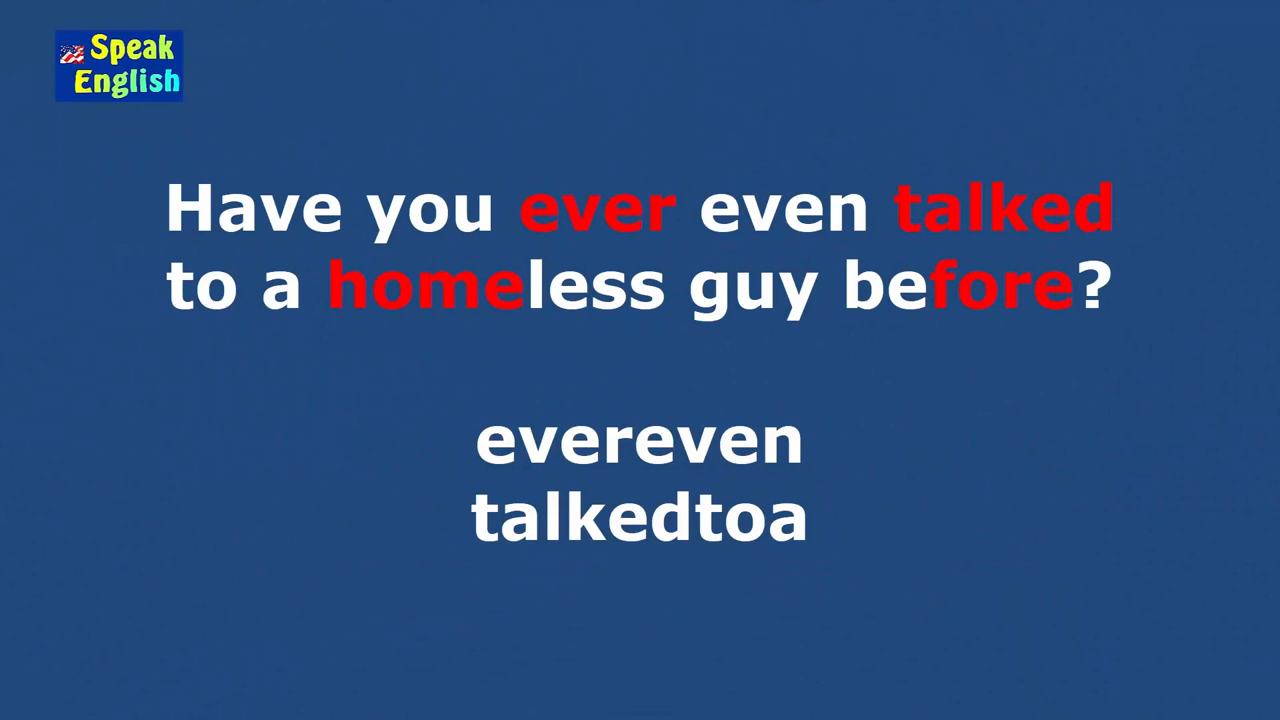 Speak
English
Have you ever even talked
to a homeless guy before?
evereven
talkedtoa